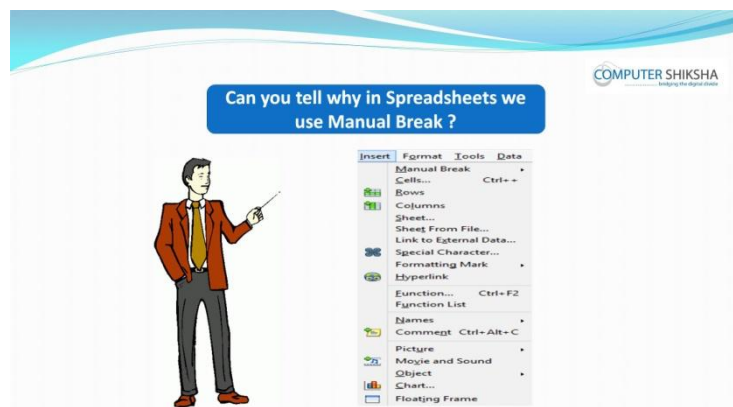 COMPUTER SHIKSHA
bridging the digital divide
Can you tell why in Spreadsheets we
use Manual Break ?
Insert Format Tools Data
Manual Break
Cells... Ctrl++
Rows
Columns
Sheet...
Sheet From File...
Link to External Data...
Special Character...
Formatting Mark
Hyperlink
Function... Ctrl+F2
Function List
Names
Comment Ctrl+Alt+C
Picture
Movie and Sound
Object
Chart...
Floating Frame